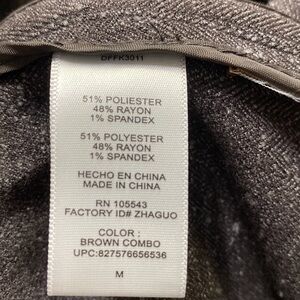 DFFK3011
51% POLIESTER
48% RAYON
1% SPANDEX
51% POLYESTER
48% RAYON
1% SPANDEX
HECHO EN CHINA
MADE IN CHINA
RN 105543
FACTORY ID# ZHAGUO
COLOR :
BROWN COMBO
UPC:827576656536
M